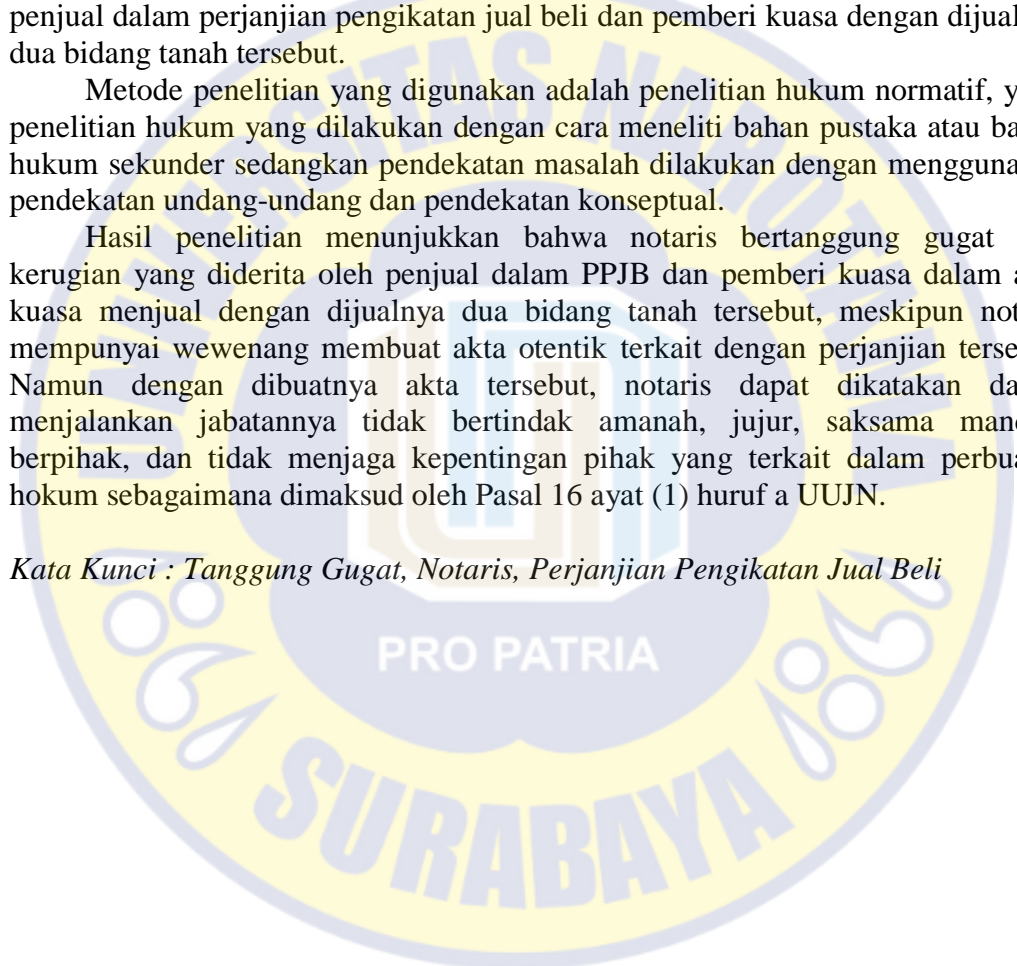 penjual dalam perjanjian pengikatan jual beli dan pemberi kuasa dengan dijual
dua bidang tanah tersebut.
Metode penelitian yang digunakan adalah penelitian hukum normatif, y
penelitian hukum yang dilakukan dengan cara meneliti bahan pustaka atau ba
hukum sekunder sedangkan pendekatan masalah dilakukan dengan mengguna
pendekatan undang-undang dan pendekatan konseptual.
Hasil penelitian menunjukkan bahwa notaris bertanggung gugat
kerugian yang diderita oleh penjual dalam PPJB dan pemberi kuasa dalam a
kuasa menjual dengan dijualnya dua bidang tanah tersebut, meskipun not
mempunyai wewenang membuat akta otentik terkait dengan perjanjian terse
Namun dengan dibuatnya akta tersebut, notaris dapat dikatakan da
menjalankan jabatannya tidak bertindak amanah, jujur, saksama mand
berpihak, dan tidak menjaga kepentingan pihak yang terkait dalam perbua
hokum sebagaimana dimaksud oleh Pasal 16 ayat (1) huruf a UUJN.
Kata Kunci : Tanggung Gugat, Notaris, Perjanjian Pengikatan Jual Beli
UNIVERSITAS NAROTAMA
PRO PATRIA
SURABAYA